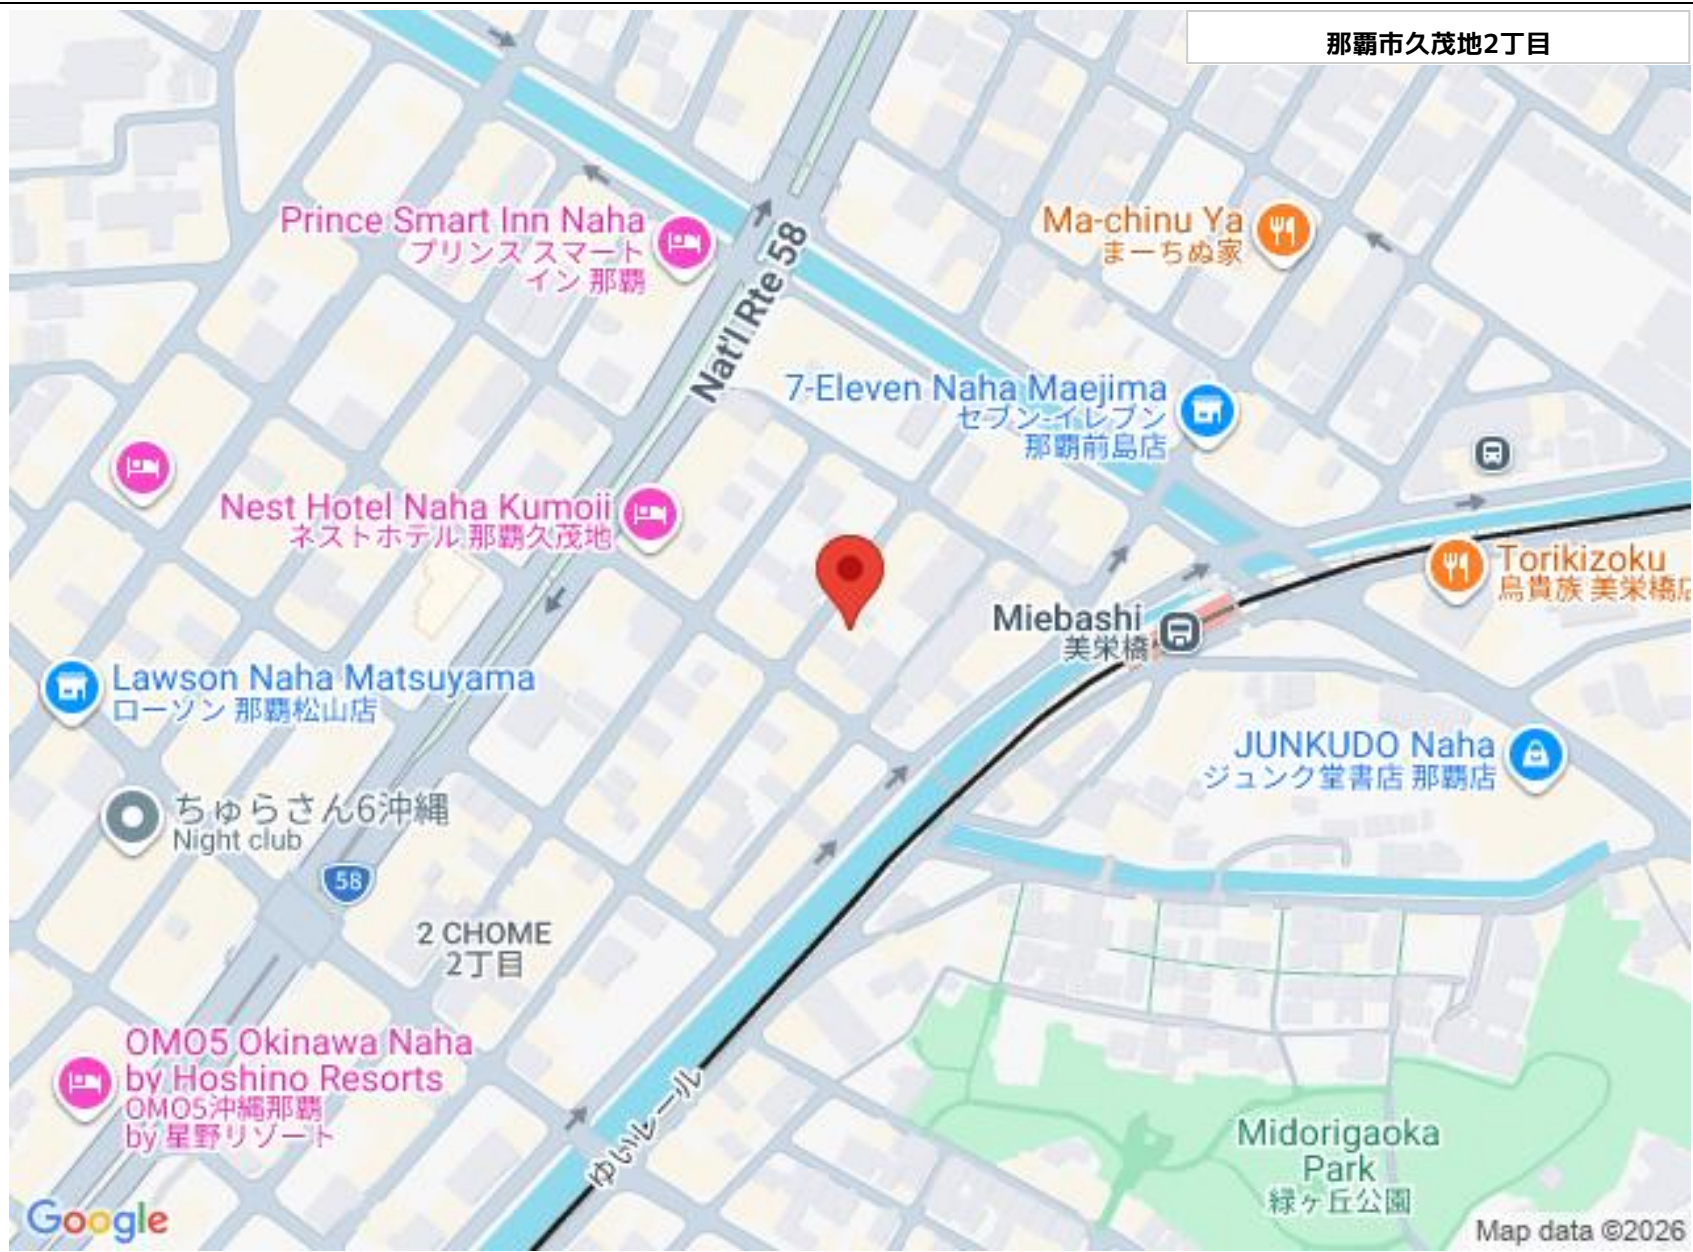 那覇市久茂地2丁目
Prince Smart Inn Naha
プリンス スマート
イン 那覇
Nat'l Rte 58
Ma-chinu Ya
まーちぬ家
7-Eleven Naha Maejima
セブン-イレブン
那覇前島店
Nest Hotel Naha Kumoji
ネストホテル 那覇久茂地
Torikizoku
鳥貴族 美栄橋店
Miebashi
美栄橋
Lawson Naha Matsuyama
ローソン 那覇松山店
JUNKUDO Naha
ジュンク堂書店 那覇店
ちゅらさん6沖縄
Night club
58
2 CHOME
2丁目
OMO5 Okinawa Naha
by Hoshino Resorts
OMO5沖縄那覇
by 星野リゾート
ゆいレール
Midorigaoka
Park
緑ヶ丘公園
Google
Map data ©2026